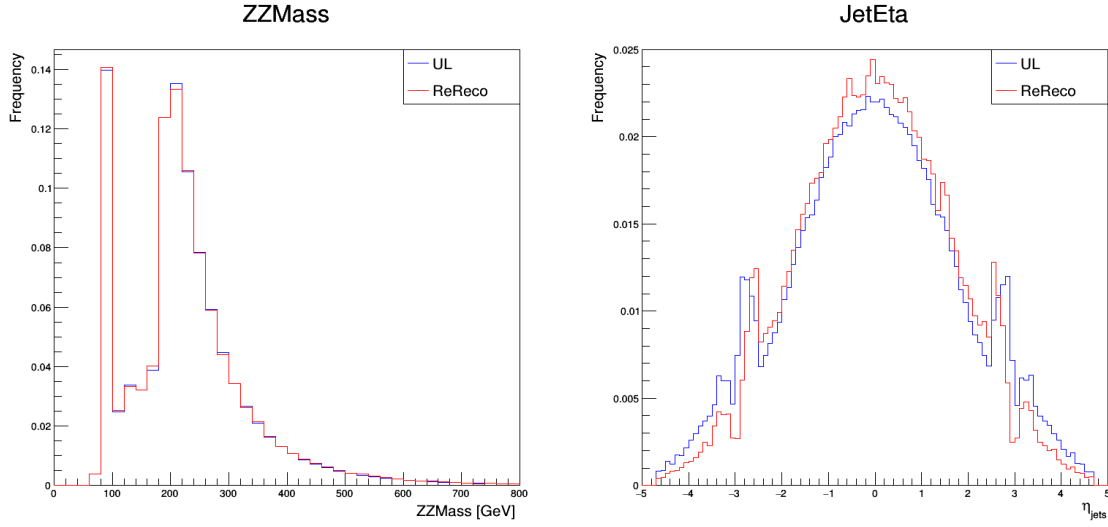 ZZMass
Frequency
0.14
0.12
0.1
0.08
0.06
0.04
0.02
0
0 100 200 300 400 500 600 700 800
ZZMass [GeV]
UL
ReReco
JetEta
Frequency
0.025
0.02
0.015
0.01
0.005
0
−5 −4 −3 −2 −1 0 1 2 3 4 5
η jets
UL
ReReco